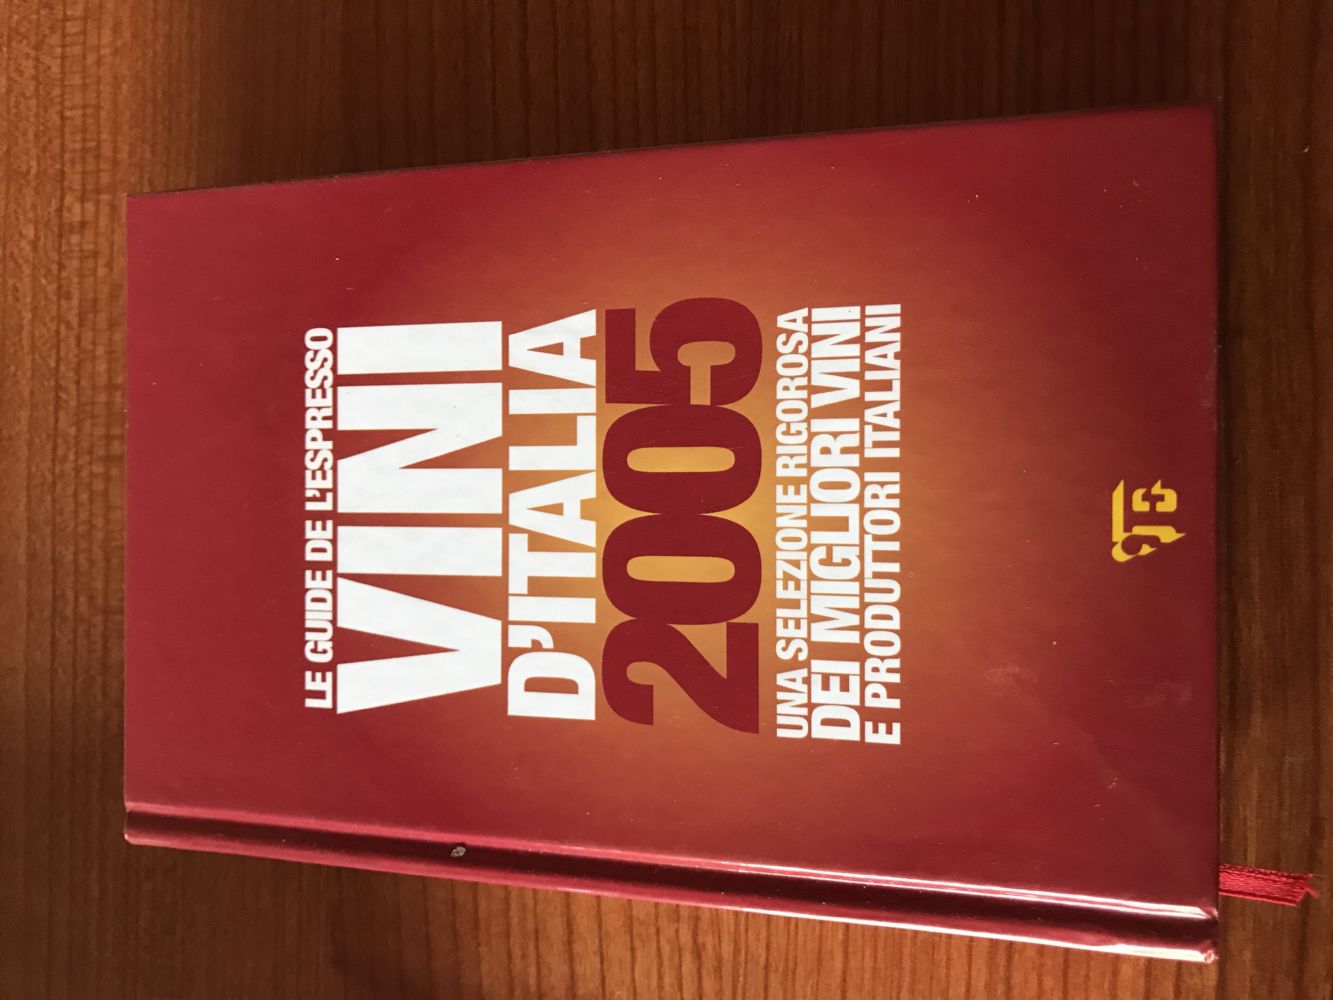 LE GUIDE DE L'ESPRESSO
VINI
D'ITALIA
2005
UNA SELEZIONE RIGOROSA
DEI MIGLIORI VINI
E PRODUTTORI ITALIANI